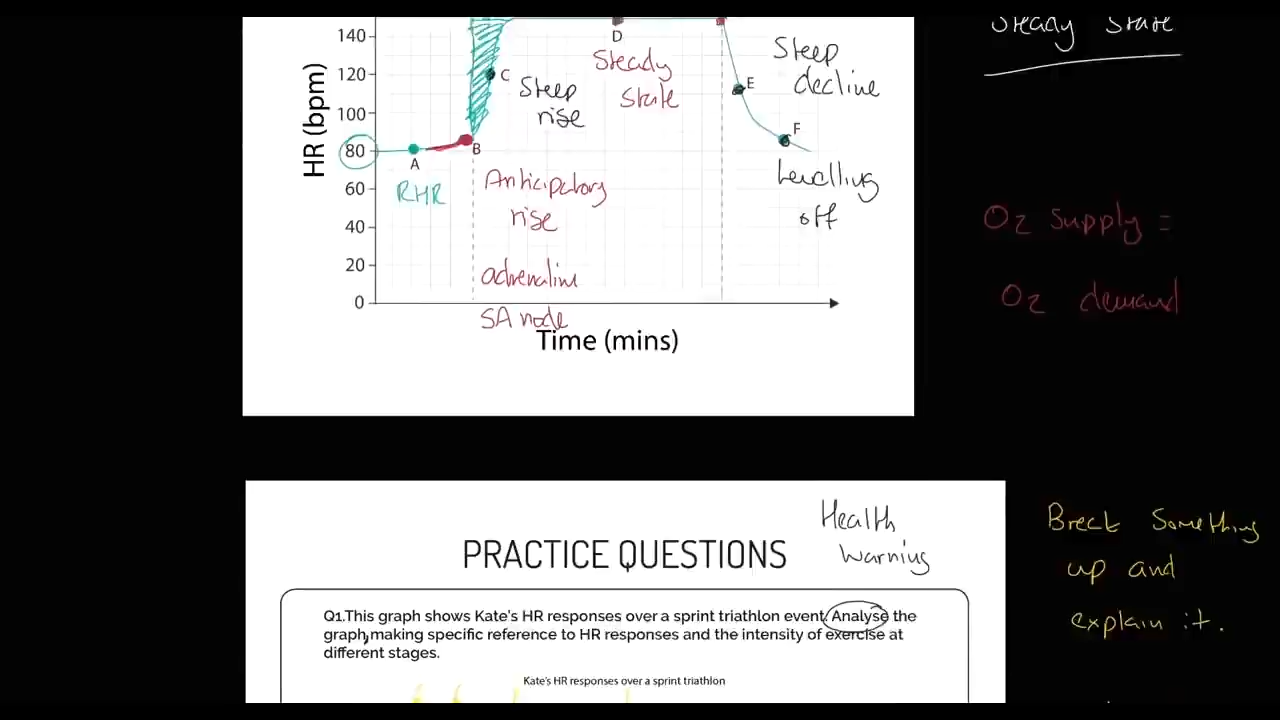 Steady State
140
D
Steady
State
Steep
decline
120
C
Steep
rise
E
HR (bpm)
100
F
80
A
B
RHR
Anticipatory
rise
Levelling
off
60
40
20
0
adrenaline
SA node
Time (mins)
O2 supply =
O2 demand
Health
Warning
PRACTICE QUESTIONS
Break Something
up and
explain it.
Q1.This graph shows Kate's HR responses over a sprint triathlon event. Analyse the
graph,making specific reference to HR responses and the intensity of exercise at
different stages.
Kate's HR responses over a sprint triathlon